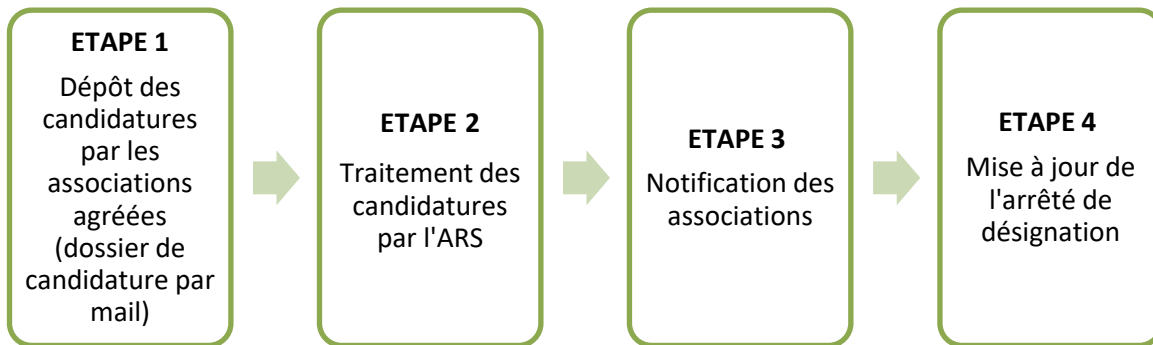 ETAPE 1
Dépôt des
candidatures
par les
associations
agréées
(dossier de
candidature par
mail)
ETAPE 2
Traitement des
candidatures
par l'ARS
ETAPE 3
Notification des
associations
ETAPE 4
Mise à jour de
l'arrêté de
désignation